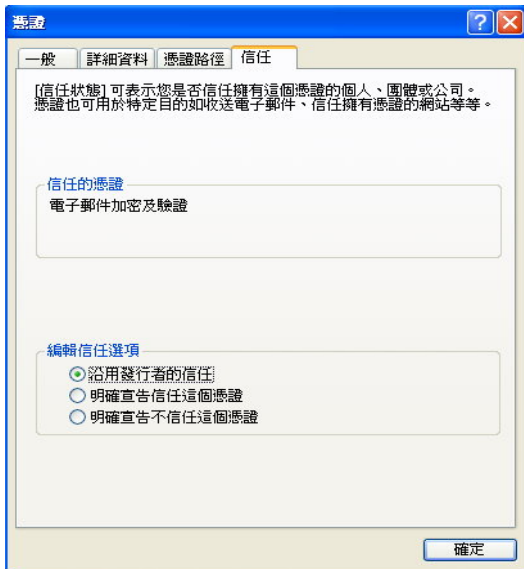 憑證
一般 詳細資料 憑證路徑 信任
[信任狀態] 可表示您是否信任擁有這個憑證的個人、團體或公司。
憑證也可用於特定目的如收送電子郵件、信任擁有憑證的網站等等。
信任的憑證
電子郵件加密及驗證
編輯信任選項
沿用發行者的信任
明確宣告信任這個憑證
明確宣告不信任這個憑證
確定